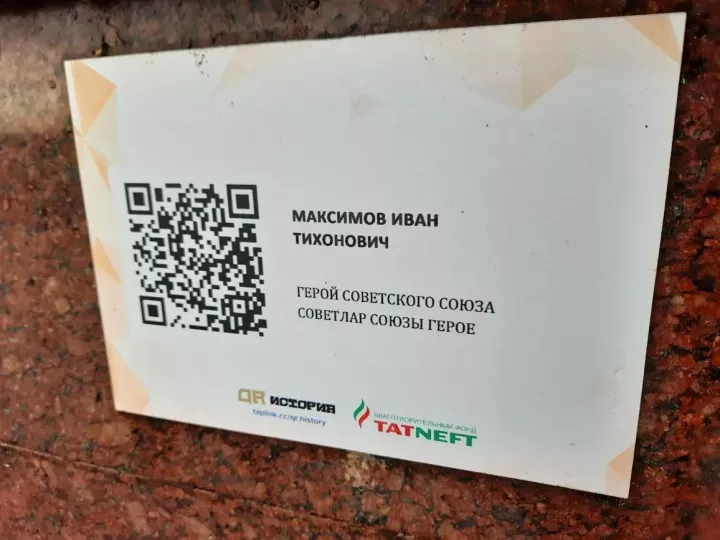 МАКСИМОВ ИВАН
ТИХОНОВИЧ
ГЕРОЙ СОВЕТСКОГО СОЮЗА
СОВЕТЛАР СОЮЗЫ ГЕРОЕ
QR ИСТОРИЯ
taplink.cc/qr.history
БЛАГОТВОРИТЕЛЬНЫЙ ФОНД
TATNEFT